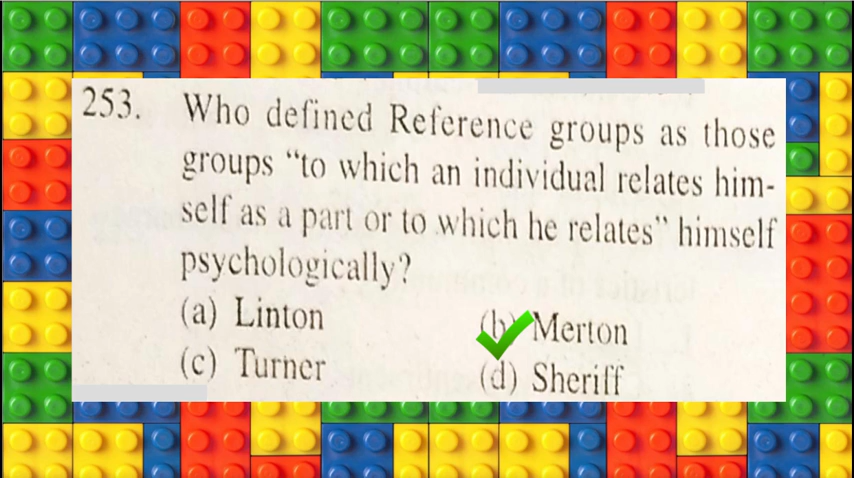 253. Who defined Reference groups as those
groups “to which an individual relates him-
self as a part or to which he relates” himself
psychologically?
(a) Linton (b) Merton
(c) Turner (d) Sheriff